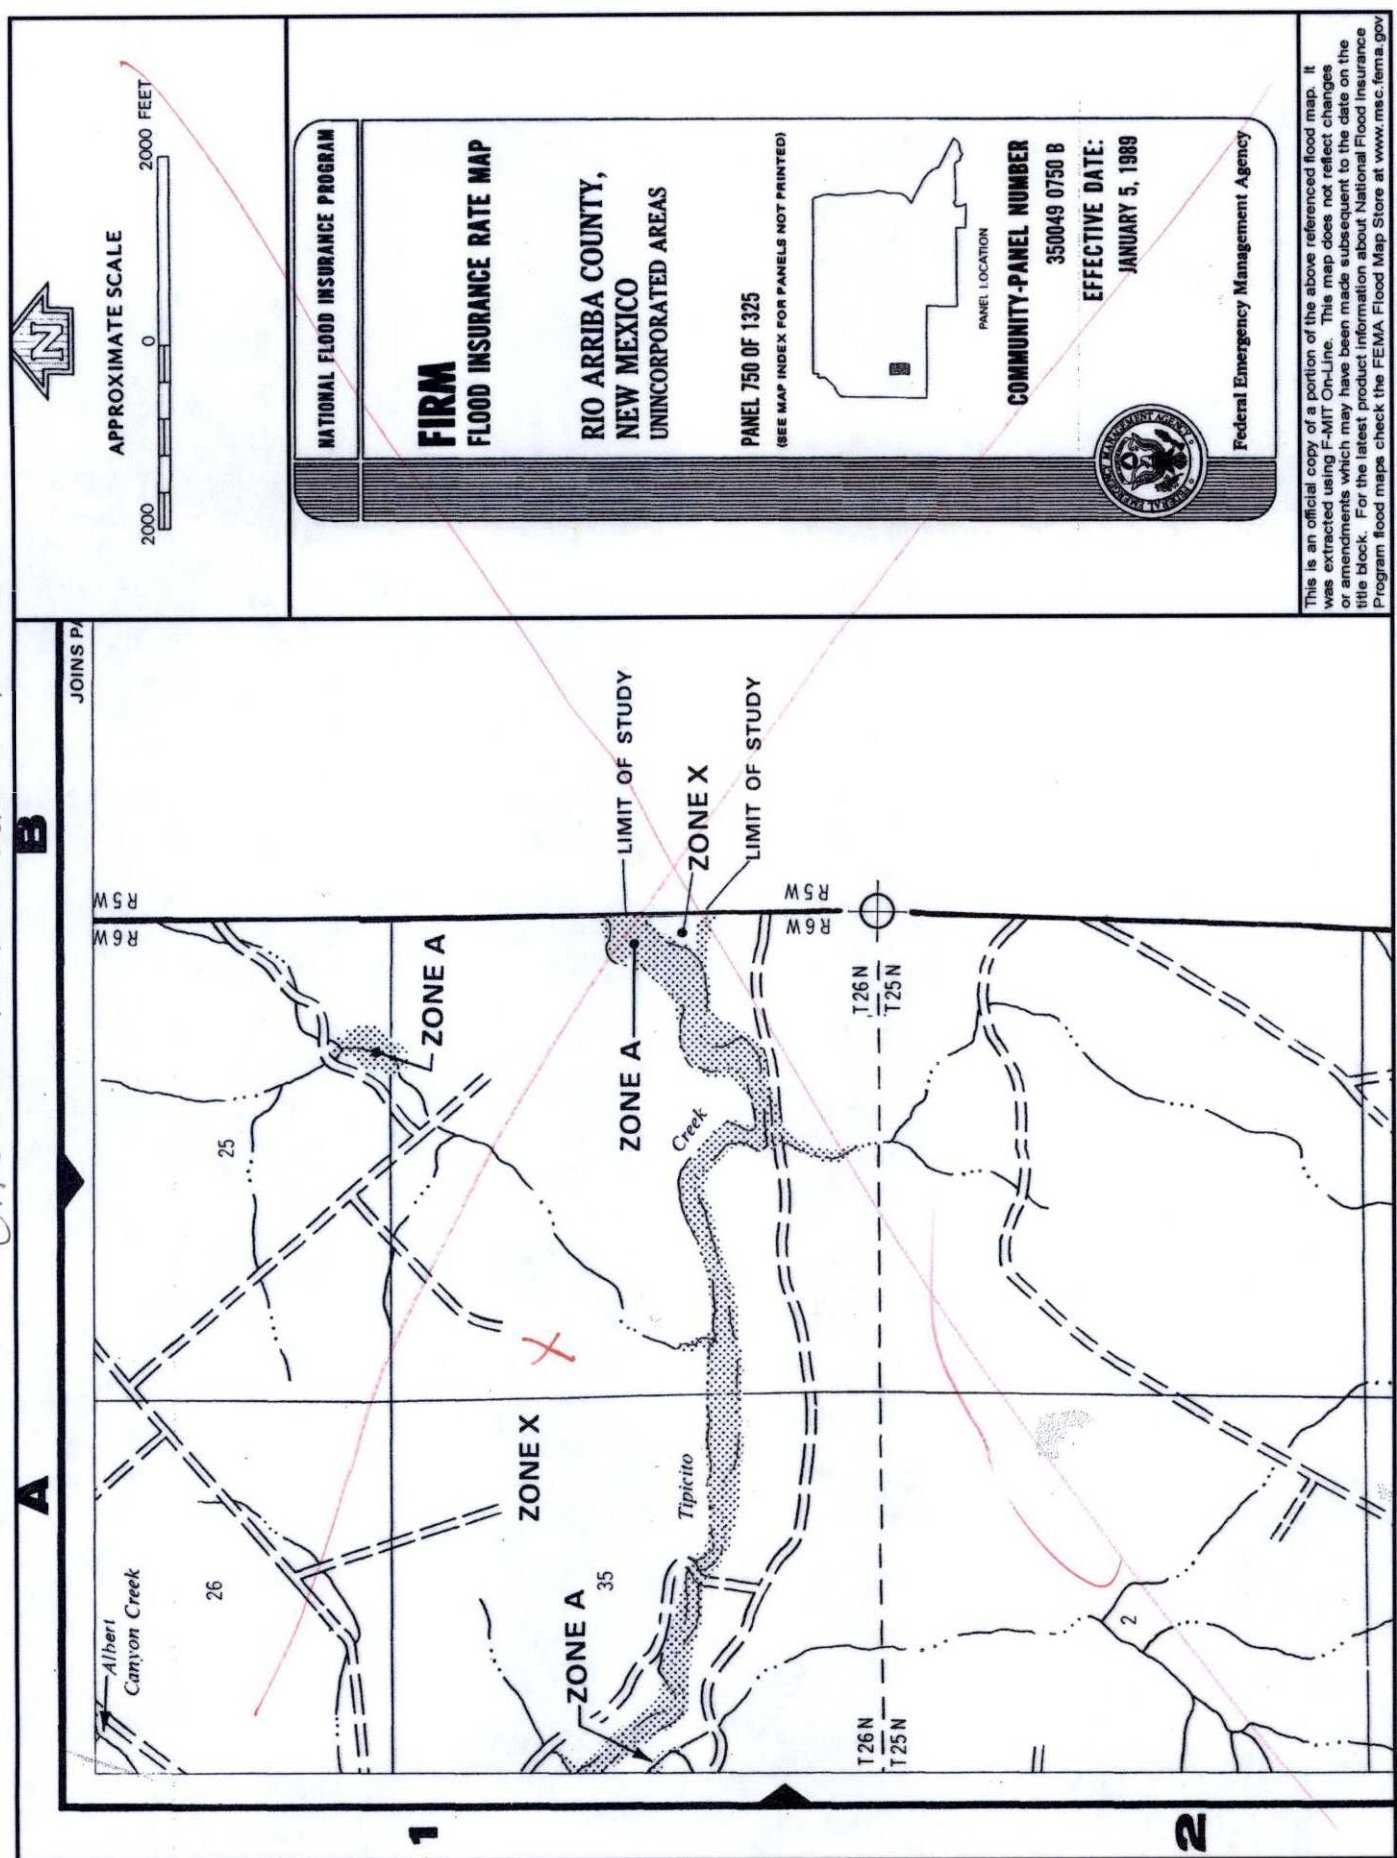 A
B
1
2
JOINS PA
Albert
Canyon Creek
26
25
R6W
R5W
ZONE A
ZONE X
ZONE A
35
Tipicito
Creek
ZONE A
LIMIT OF STUDY
ZONE X
LIMIT OF STUDY
R6W
R5W
T26N
T25N
T26N
T25N
2
N
APPROXIMATE SCALE
2000 0 2000 FEET
NATIONAL FLOOD INSURANCE PROGRAM
FIRM
FLOOD INSURANCE RATE MAP
RIO ARRIBA COUNTY,
NEW MEXICO
UNINCORPORATED AREAS
PANEL 750 OF 1325
(SEE MAP INDEX FOR PANELS NOT PRINTED)
PANEL LOCATION
COMMUNITY-PANEL NUMBER
350049 0750 B
EFFECTIVE DATE:
JANUARY 5, 1989
FEDERAL EMERGENCY MANAGEMENT AGENCY
Federal Emergency Management Agency
This is an official copy of a portion of the above referenced flood map. It
was extracted using F-MIT On-Line. This map does not reflect changes
or amendments which may have been made subsequent to the date on the
title block. For the latest product information about National Flood Insurance
Program flood maps check the FEMA Flood Map Store at www.msc.fema.gov